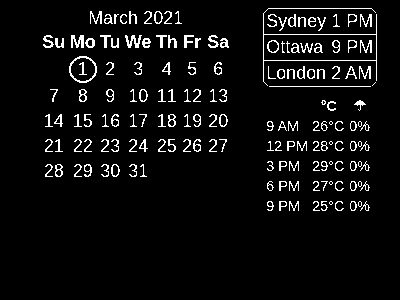 March 2021
Su Mo Tu We Th Fr Sa
1 2 3 4 5 6
7 8 9 10 11 12 13
14 15 16 17 18 19 20
21 22 23 24 25 26 27
28 29 30 31
Sydney 1 PM
Ottawa 9 PM
London 2 AM
°C ☂
9 AM 26°C 0%
12 PM 28°C 0%
3 PM 29°C 0%
6 PM 27°C 0%
9 PM 25°C 0%